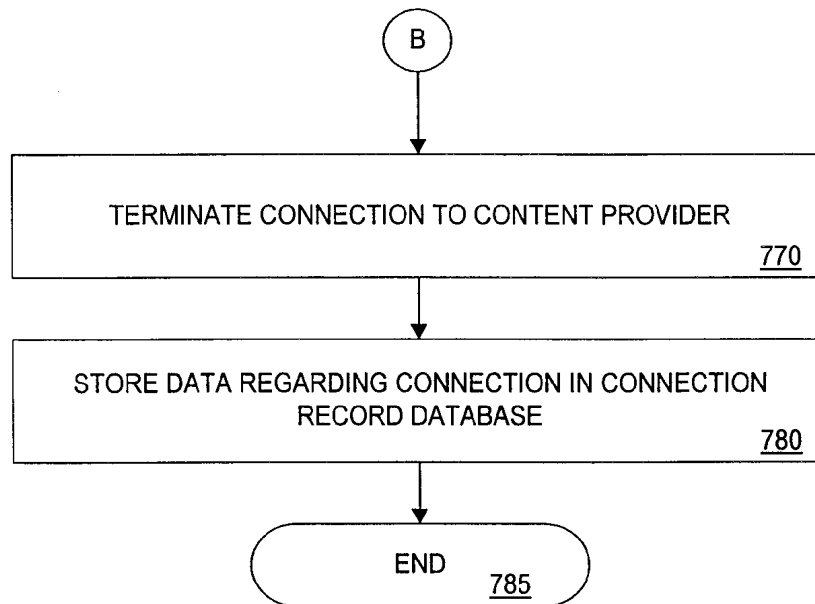 B
TERMINATE CONNECTION TO CONTENT PROVIDER
770
STORE DATA REGARDING CONNECTION IN CONNECTION
RECORD DATABASE
780
END
785